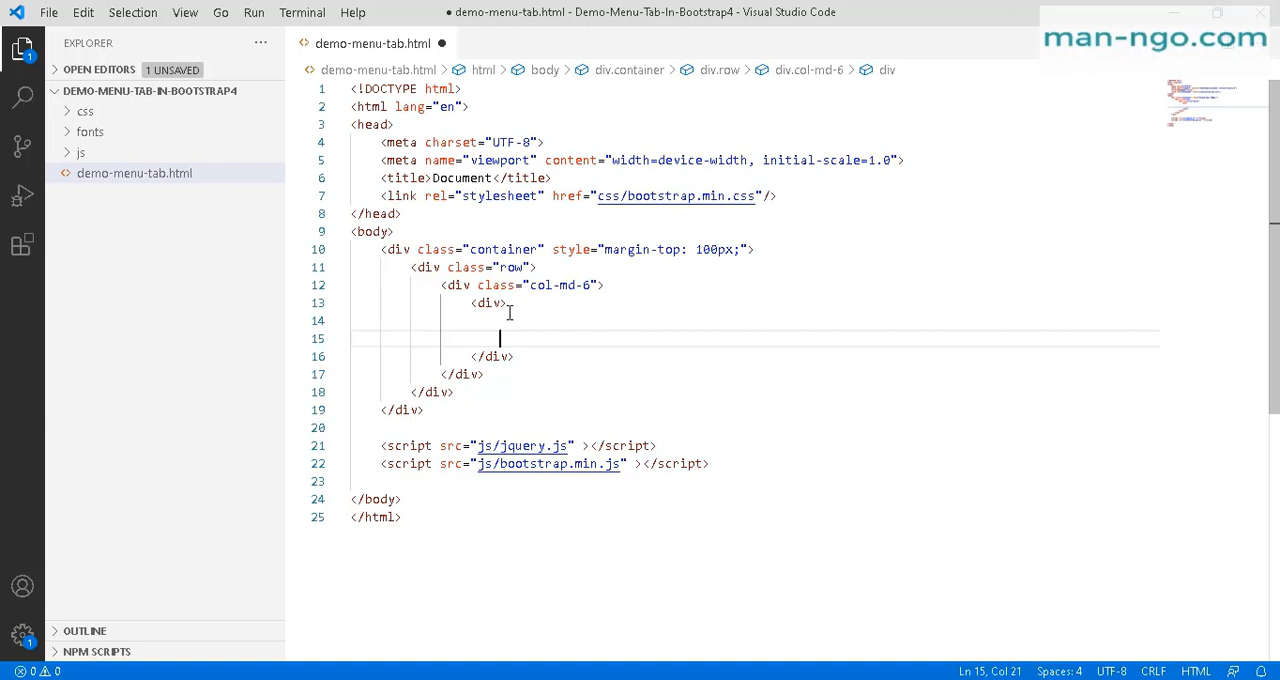 File Edit Selection View Go Run Terminal Help
● demo-menu-tab.html - Demo-Menu-Tab-In-Bootstrap4 - Visual Studio Code
man-ngo.com
EXPLORER ...
OPEN EDITORS 1 UNSAVED
DEMO-MENU-TAB-IN-BOOTSTRAP4
css
fonts
js
<> demo-menu-tab.html
OUTLINE
NPM SCRIPTS
1
1
<> demo-menu-tab.html ●
<> demo-menu-tab.html > html > body > div.container > div.row > div.col-md-6 > div
1 <!DOCTYPE html>
2 <html lang="en">
3 <head>
4 <meta charset="UTF-8">
5 <meta name="viewport" content="width=device-width, initial-scale=1.0">
6 <title>Document</title>
7 <link rel="stylesheet" href="css/bootstrap.min.css"/>
8 </head>
9 <body>
10 <div class="container" style="margin-top: 100px;">
11 <div class="row">
12 <div class="col-md-6">
13 <div>
14
15
16 </div>
17 </div>
18 </div>
19 </div>
20
21 <script src="js/jquery.js" ></script>
22 <script src="js/bootstrap.min.js" ></script>
23
24 </body>
25 </html>
0 0 Ln 15, Col 21 Spaces: 4 UTF-8 CRLF HTML